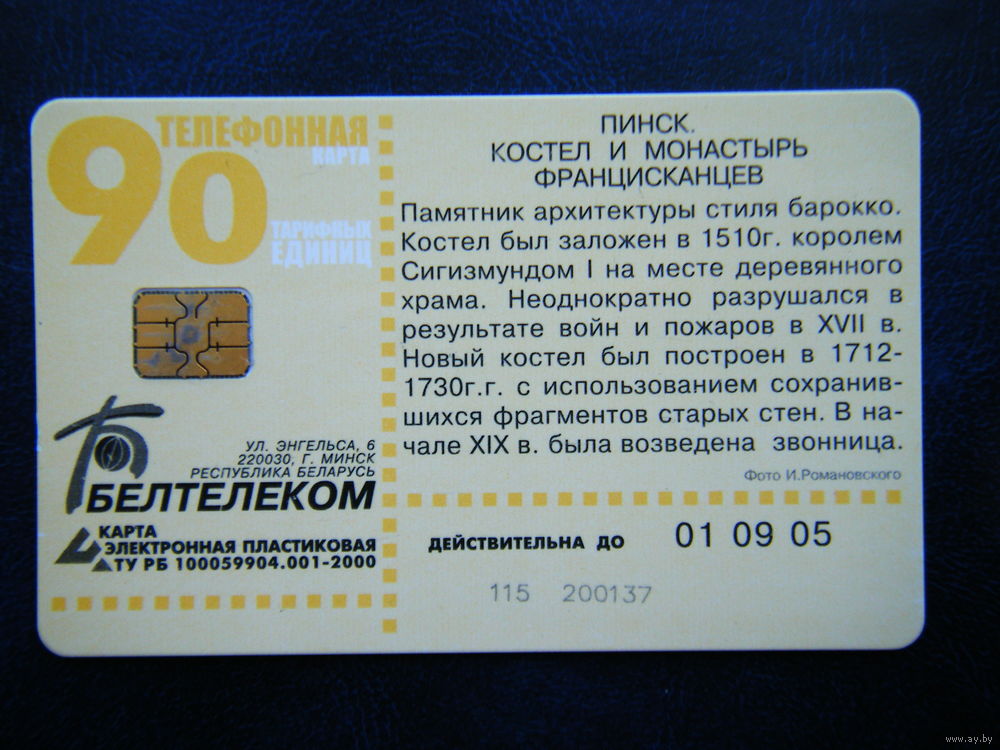 90
ТЕЛЕФОННАЯ
КАРТА
ТАРИФНЫХ
ЕДИНИЦ
УЛ. ЭНГЕЛЬСА, 6
220030, Г. МИНСК
РЕСПУБЛИКА БЕЛАРУСЬ
БЕЛТЕЛЕКОМ
КАРТА
ЭЛЕКТРОННАЯ ПЛАСТИКОВАЯ
ТУ РБ 100059904.001-2000
ПИНСК.
КОСТЕЛ И МОНАСТЫРЬ
ФРАНЦИСКАНЦЕВ
Памятник архитектуры стиля барокко.
Костел был заложен в 1510г. королем
Сигизмундом I на месте деревянного
храма. Неоднократно разрушался в
результате войн и пожаров в XVII в.
Новый костел был построен в 1712-
1730г.г. с использованием сохранив-
шихся фрагментов старых стен. В на-
чале XIX в. была возведена звонница.
Фото И.Романовского
ДЕЙСТВИТЕЛЬНА ДО 01 09 05
115 200137
www.ay.by